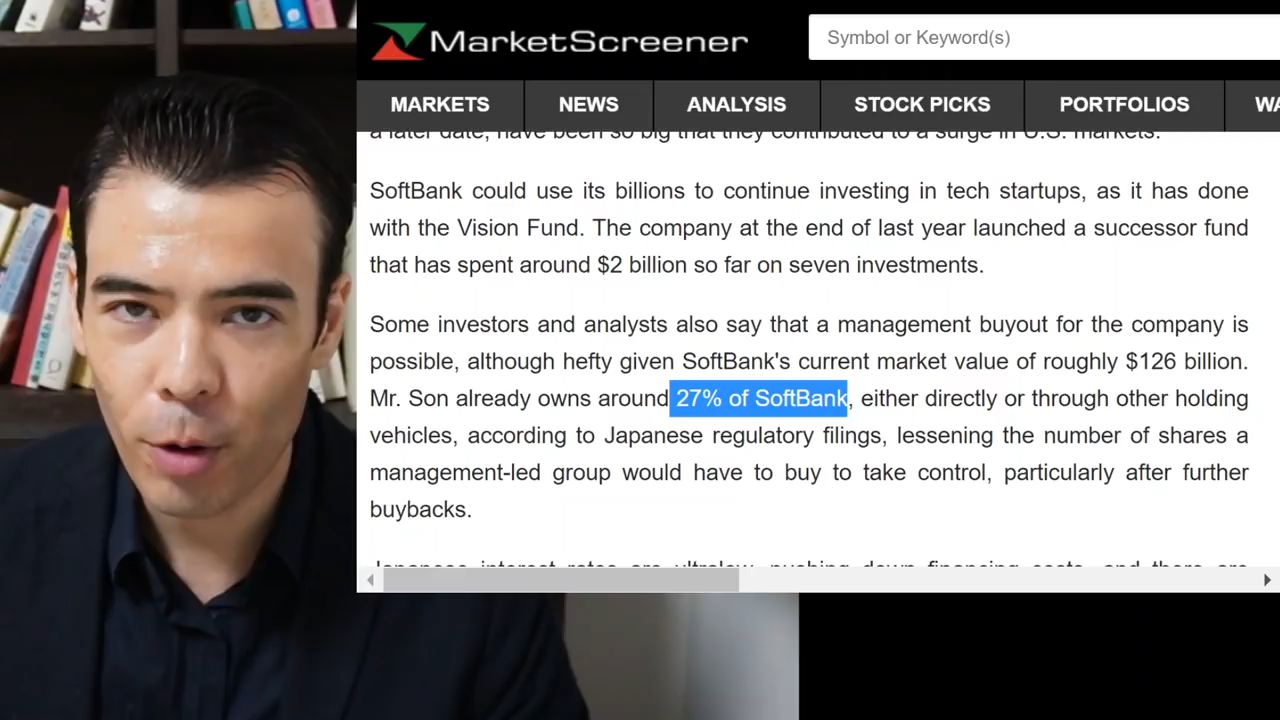 MarketScreener
Symbol or Keyword(s)
MARKETS NEWS ANALYSIS STOCK PICKS PORTFOLIOS WA
a later date, have been so big that they contributed to a surge in U.S. markets.
SoftBank could use its billions to continue investing in tech startups, as it has done
with the Vision Fund. The company at the end of last year launched a successor fund
that has spent around $2 billion so far on seven investments.
Some investors and analysts also say that a management buyout for the company is
possible, although hefty given SoftBank's current market value of roughly $126 billion.
Mr. Son already owns around 27% of SoftBank, either directly or through other holding
vehicles, according to Japanese regulatory filings, lessening the number of shares a
management-led group would have to buy to take control, particularly after further
buybacks.
Japanese interest rates are ultralow, pushing down financing costs, and there are